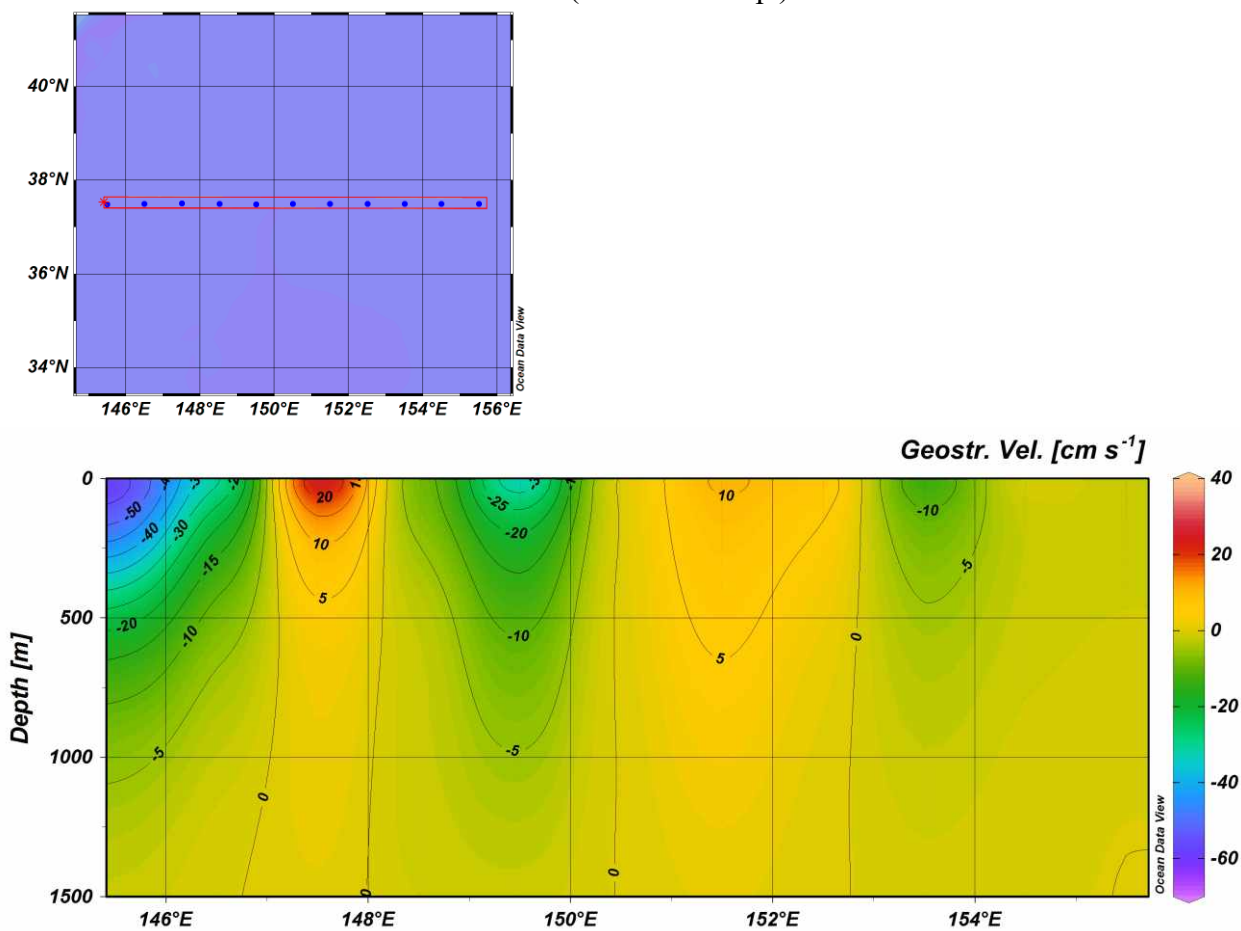 40°N
38°N
36°N
34°N
146°E 148°E 150°E 152°E 154°E 156°E
Ocean Data View
Geostr. Vel. [cm s-1]
0
500
1000
1500
Depth [m]
146°E 148°E 150°E 152°E 154°E
-50 -40 -30 -20 -15 -10 -5 0
20 10 5 0
-25 -20 -10 -5
0
10 5 0
-10 -5
Ocean Data View
40
20
0
-20
-40
-60